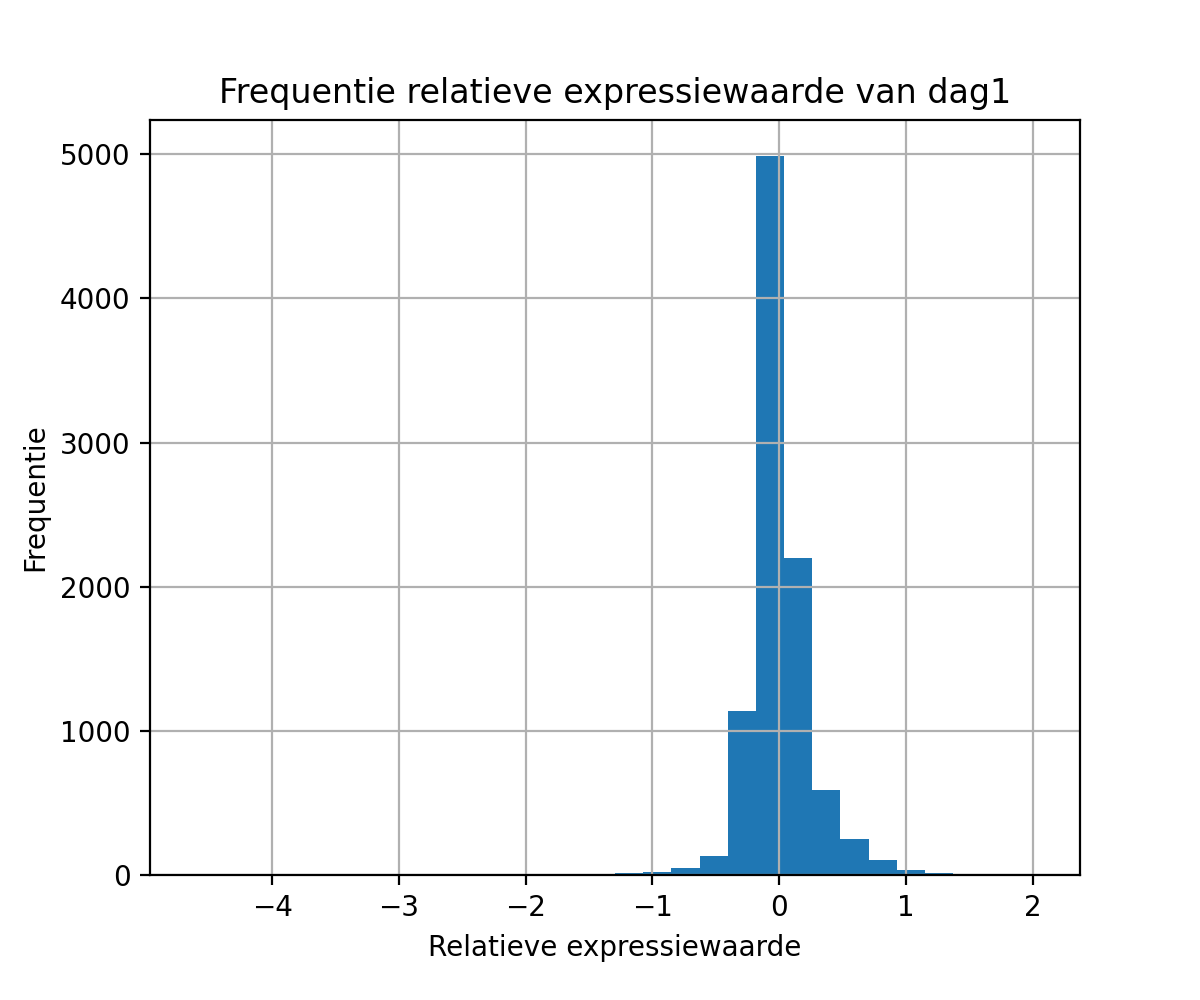 Frequentie relatieve expressiewaarde van dag1
5000
4000
3000
2000
1000
0
Frequentie
−4 −3 −2 −1 0 1 2
Relatieve expressiewaarde